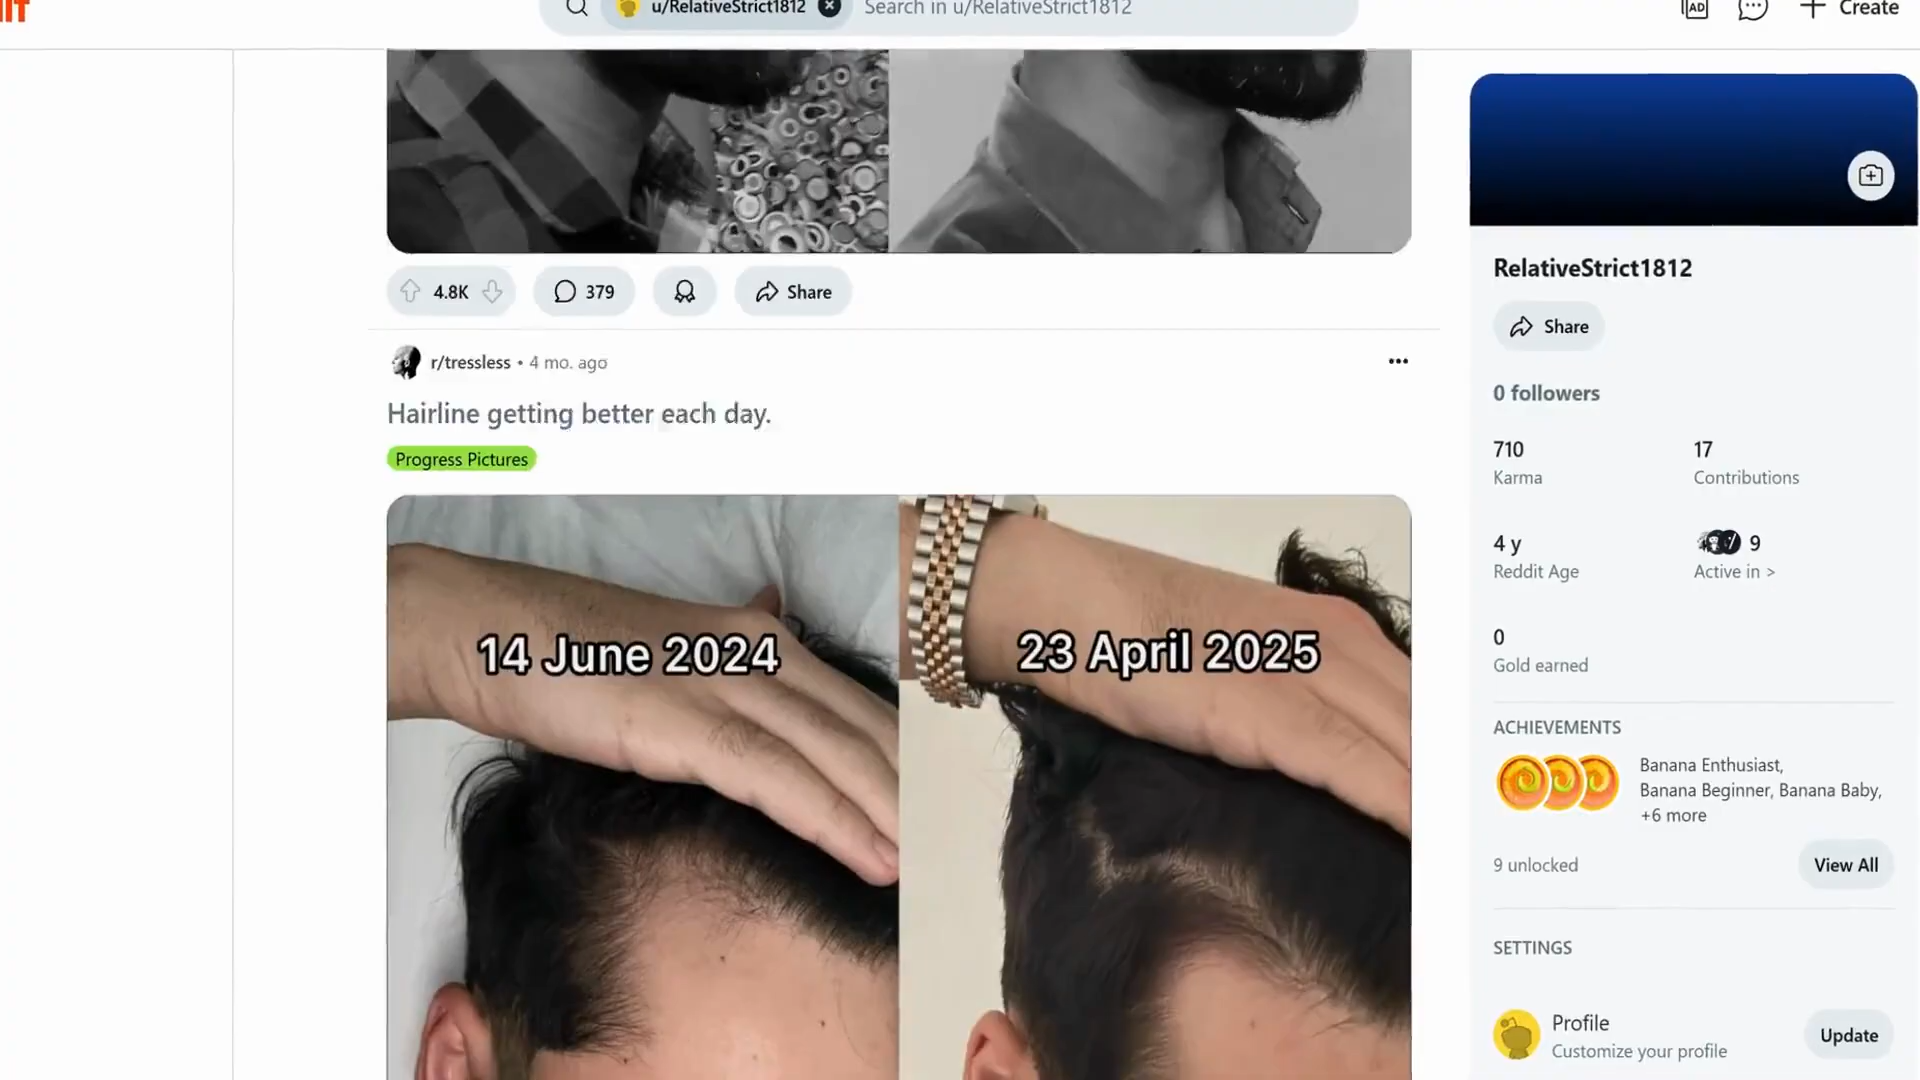 u/RelativeStrict1812
Search in u/RelativeStrict1812
AD
Create
4.8K
379
Share
r/tressless • 4 mo. ago
Hairline getting better each day.
Progress Pictures
14 June 2024
23 April 2025
RelativeStrict1812
Share
0 followers
710
Karma
17
Contributions
4 y
Reddit Age
9
Active in >
0
Gold earned
ACHIEVEMENTS
Banana Enthusiast,
Banana Beginner, Banana Baby,
+6 more
9 unlocked
View All
SETTINGS
Profile
Customize your profile
Update